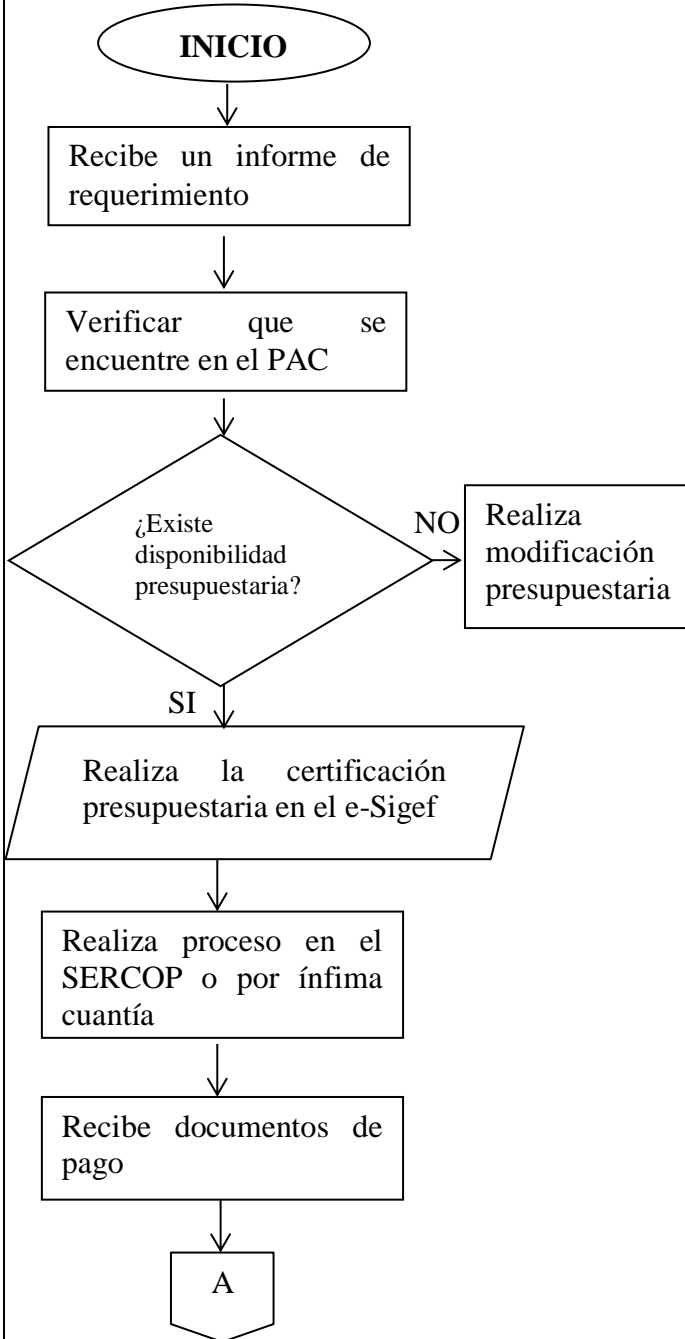 INICIO
Recibe un informe de
requerimiento
Verificar que se
encuentre en el PAC
¿Existe
disponibilidad
presupuestaria?
NO
Realiza
modificación
presupuestaria
SI
Realiza la certificación
presupuestaria en el e-Sigef
Realiza proceso en el
SERCOP o por ínfima
cuantía
Recibe documentos de
pago
A